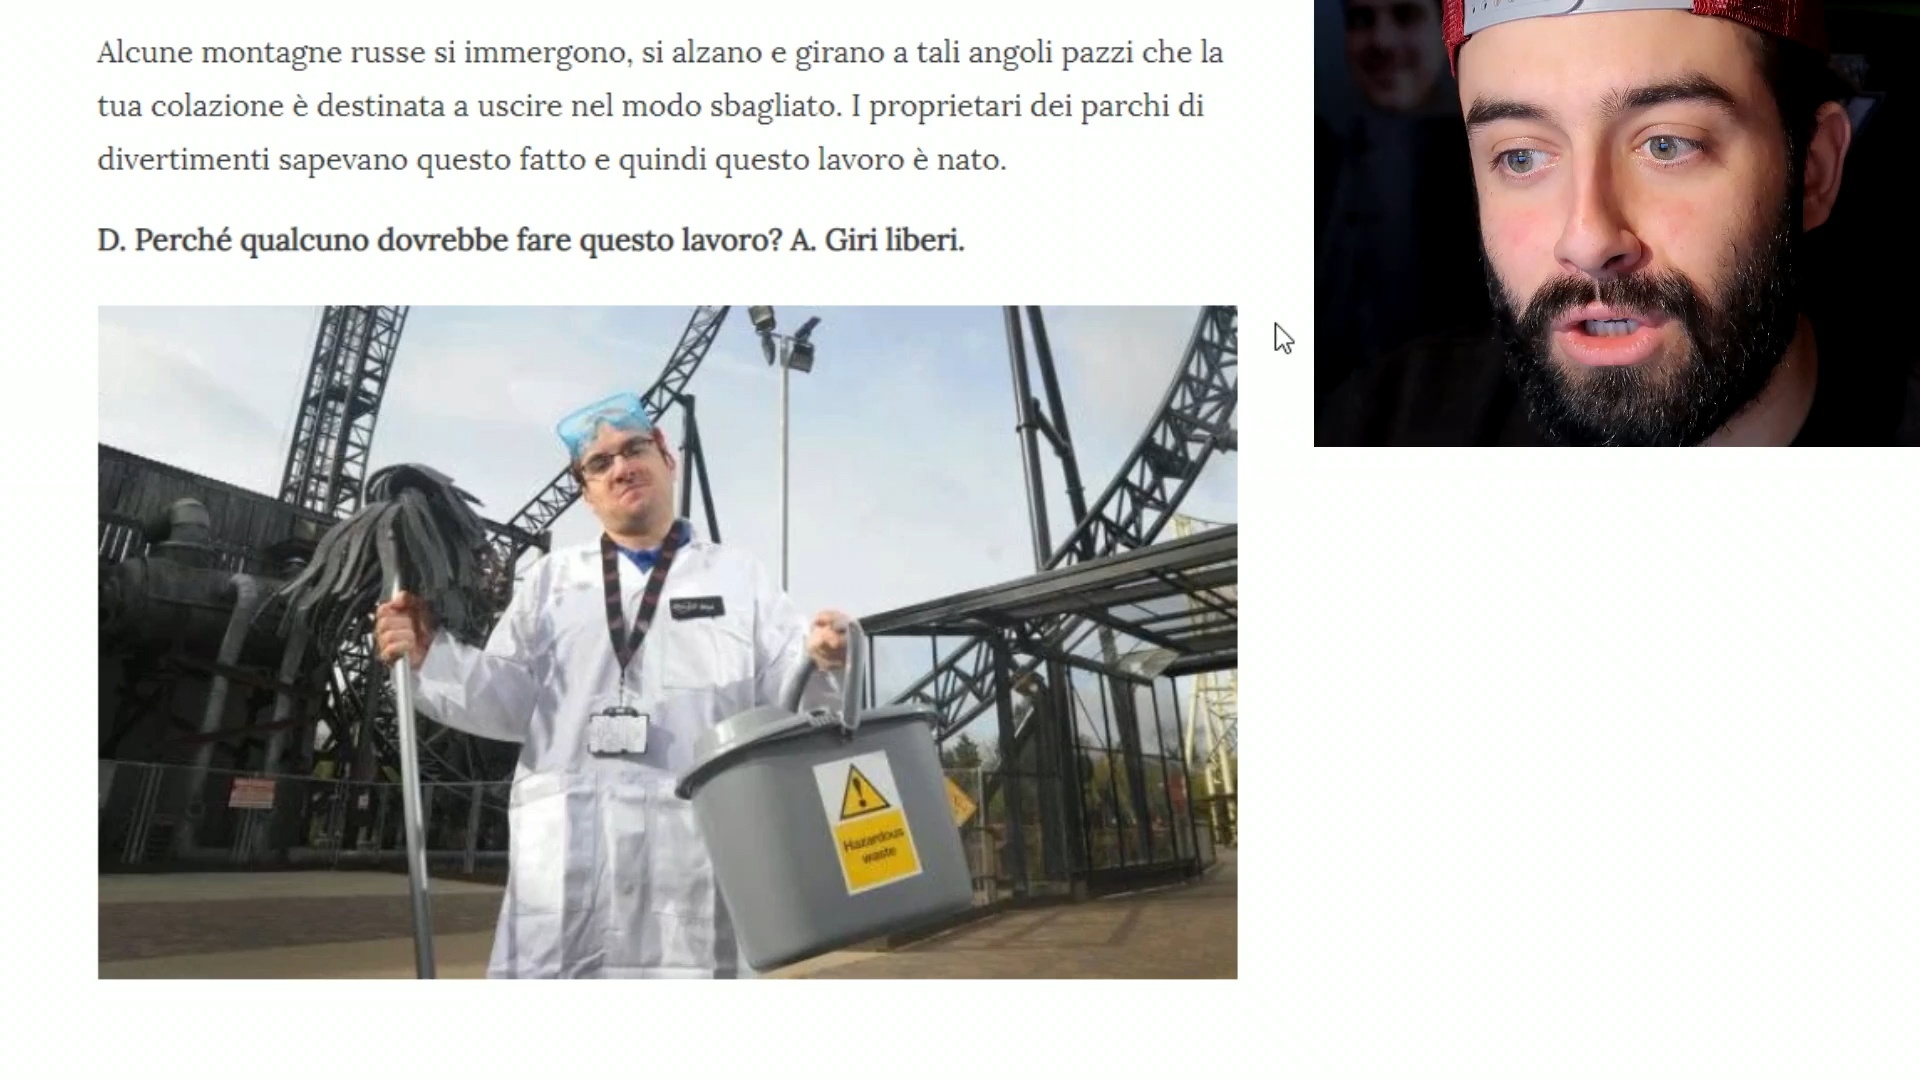 Alcune montagne russe si immergono, si alzano e girano a tali angoli pazzi che la
tua colazione è destinata a uscire nel modo sbagliato. I proprietari dei parchi di
divertimenti sapevano questo fatto e quindi questo lavoro è nato.
D. Perché qualcuno dovrebbe fare questo lavoro? A. Giri liberi.
Hazardous
waste